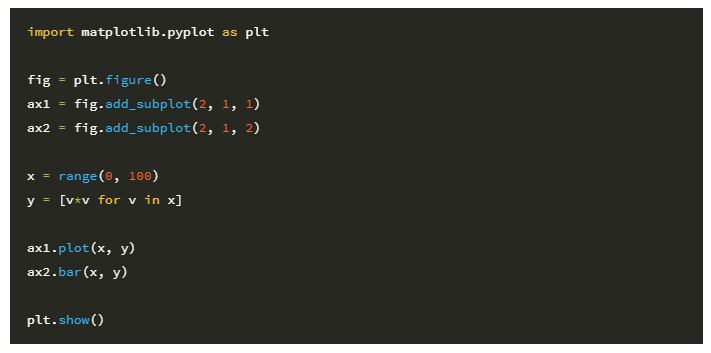 import matplotlib.pyplot as plt
fig = plt.figure()
ax1 = fig.add_subplot(2, 1, 1)
ax2 = fig.add_subplot(2, 1, 2)
x = range(0, 100)
y = [v*v for v in x]
ax1.plot(x, y)
ax2.bar(x, y)
plt.show()